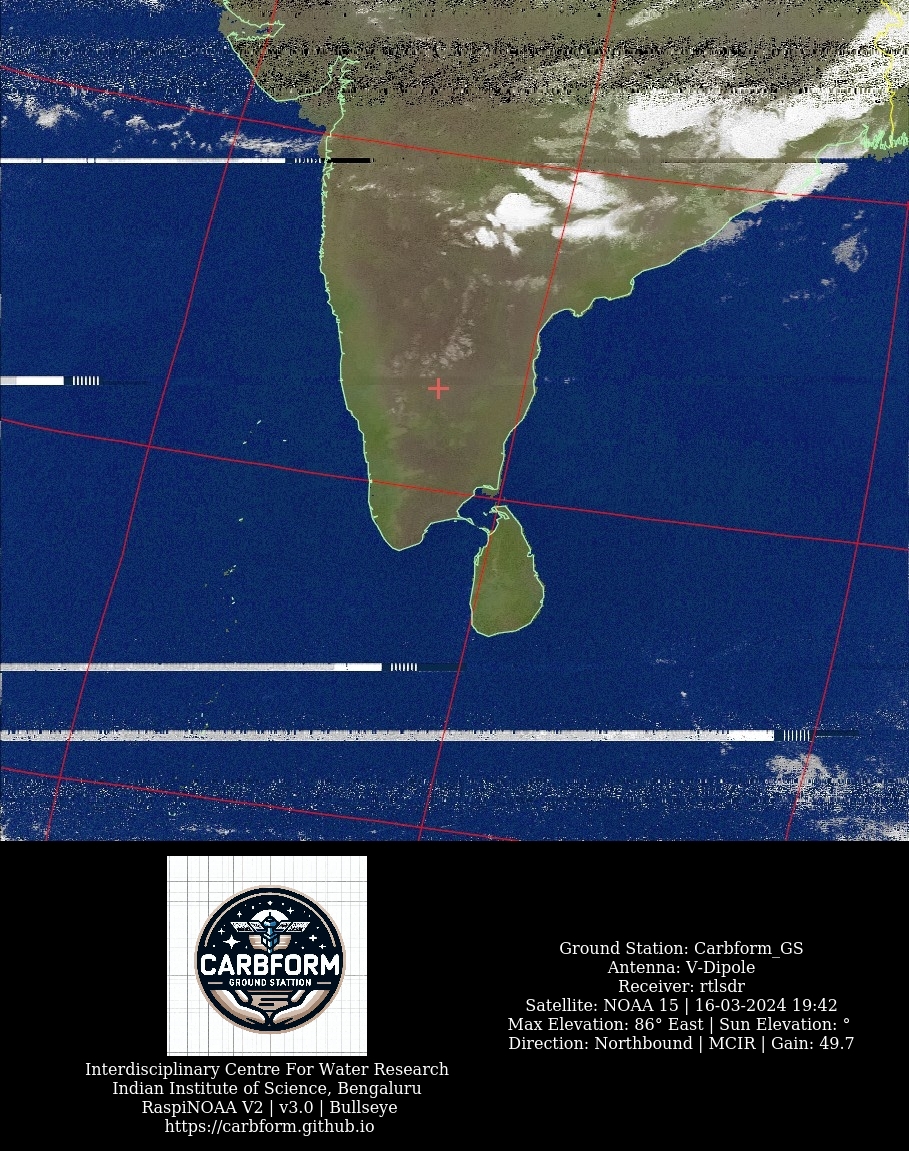 CARBFORM
GROUND STATION
Interdisciplinary Centre For Water Research
Indian Institute of Science, Bengaluru
RaspiNOAA V2 | v3.0 | Bullseye
https://carbform.github.io
Ground Station: Carbform_GS
Antenna: V-Dipole
Receiver: rtlsdr
Satellite: NOAA 15 | 16-03-2024 19:42
Max Elevation: 86° East | Sun Elevation: °
Direction: Northbound | MCIR | Gain: 49.7